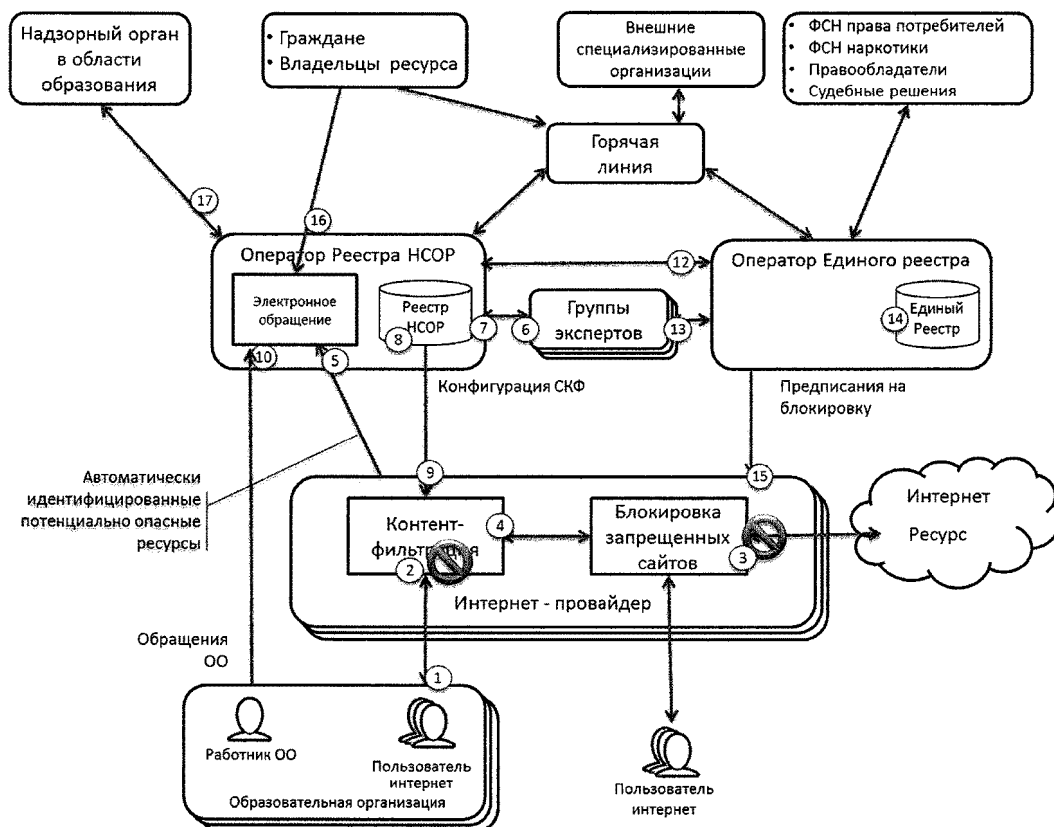 Надзорный орган
в области
образования
• Граждане
• Владельцы ресурса
Внешние
специализированные
организации
• ФСН права потребителей
• ФСН наркотики
• Правообладатели
• Судебные решения
Горячая
линия
17
16
Оператор Реестра НСОР
12
Оператор Единого реестра
Электронное
обращение
Реестр
НСОР
8
7
6
Группы
экспертов
13
14
Единый
Реестр
10
5
Конфигурация СКФ
Предписания на
блокировку
Автоматически
идентифицированные
потенциально опасные
ресурсы
9
15
Контент-
фильтрация
2
4
Блокировка
запрещенных
сайтов
3
Интернет
Ресурс
Интернет - провайдер
Обращения
ОО
1
Работник ОО
Пользователь
интернет
Образовательная организация
Пользователь
интернет